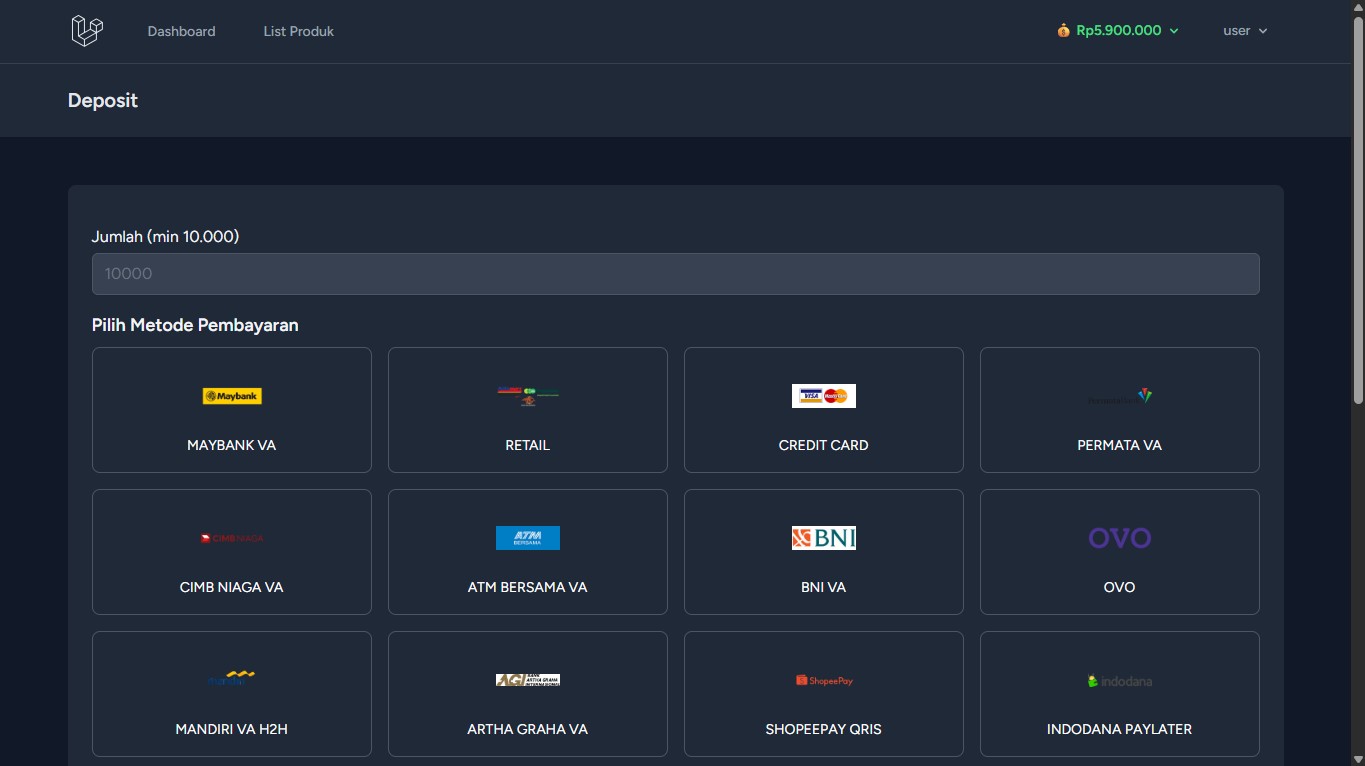 Dashboard
List Produk
Rp5.900.000
user
Deposit
Jumlah (min 10.000)
10000
Pilih Metode Pembayaran
Maybank
VISA
MasterCard
MAYBANK VA
RETAIL
CREDIT CARD
PERMATA VA
CIMB NIAGA
ATM
BERSAMA
BNI
OVO
CIMB NIAGA VA
ATM BERSAMA VA
BNI VA
OVO
mandiri
AGI
BANK
ARTHA GRAHA
INTERNASIONAL
ShopeePay
indodana
MANDIRI VA H2H
ARTHA GRAHA VA
SHOPEEPAY QRIS
INDODANA PAYLATER